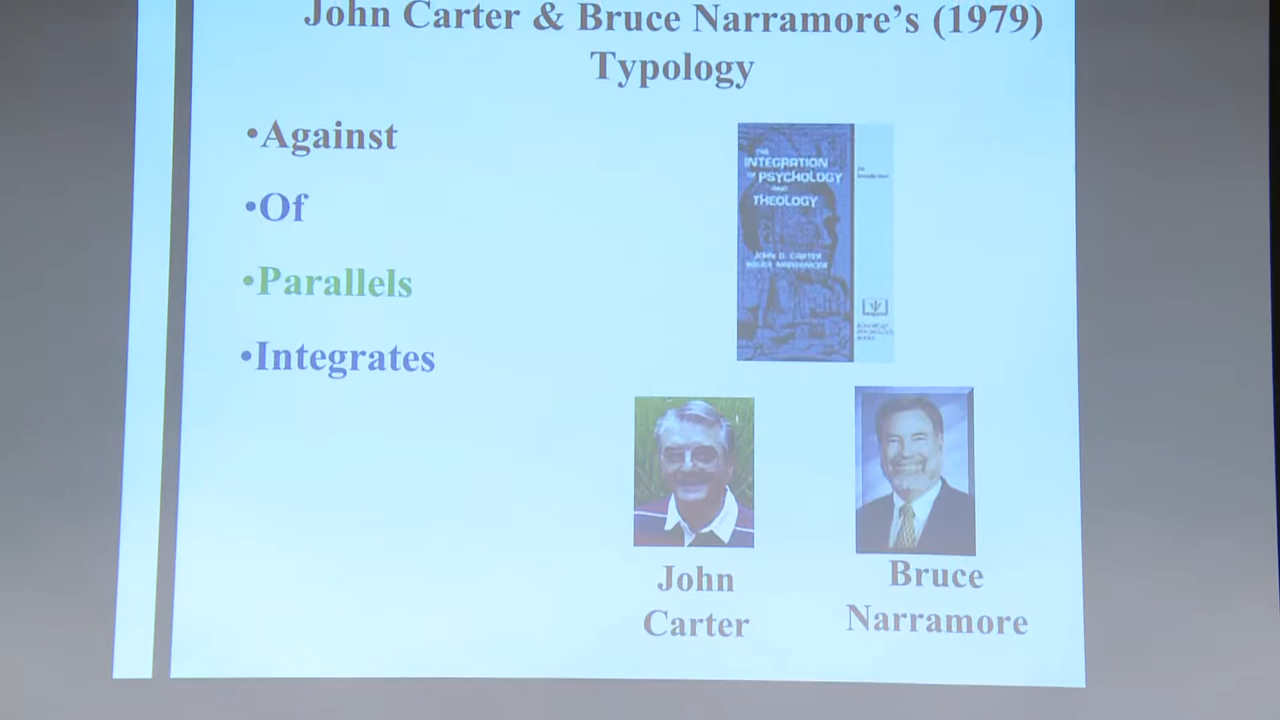 John Carter & Bruce Narramore's (1979)
Typology
•Against
•Of
•Parallels
•Integrates
THE
INTEGRATION
OF PSYCHOLOGY
AND
THEOLOGY
JOHN D. CARTER
BRUCE NARRAMORE
John
Carter
Bruce
Narramore